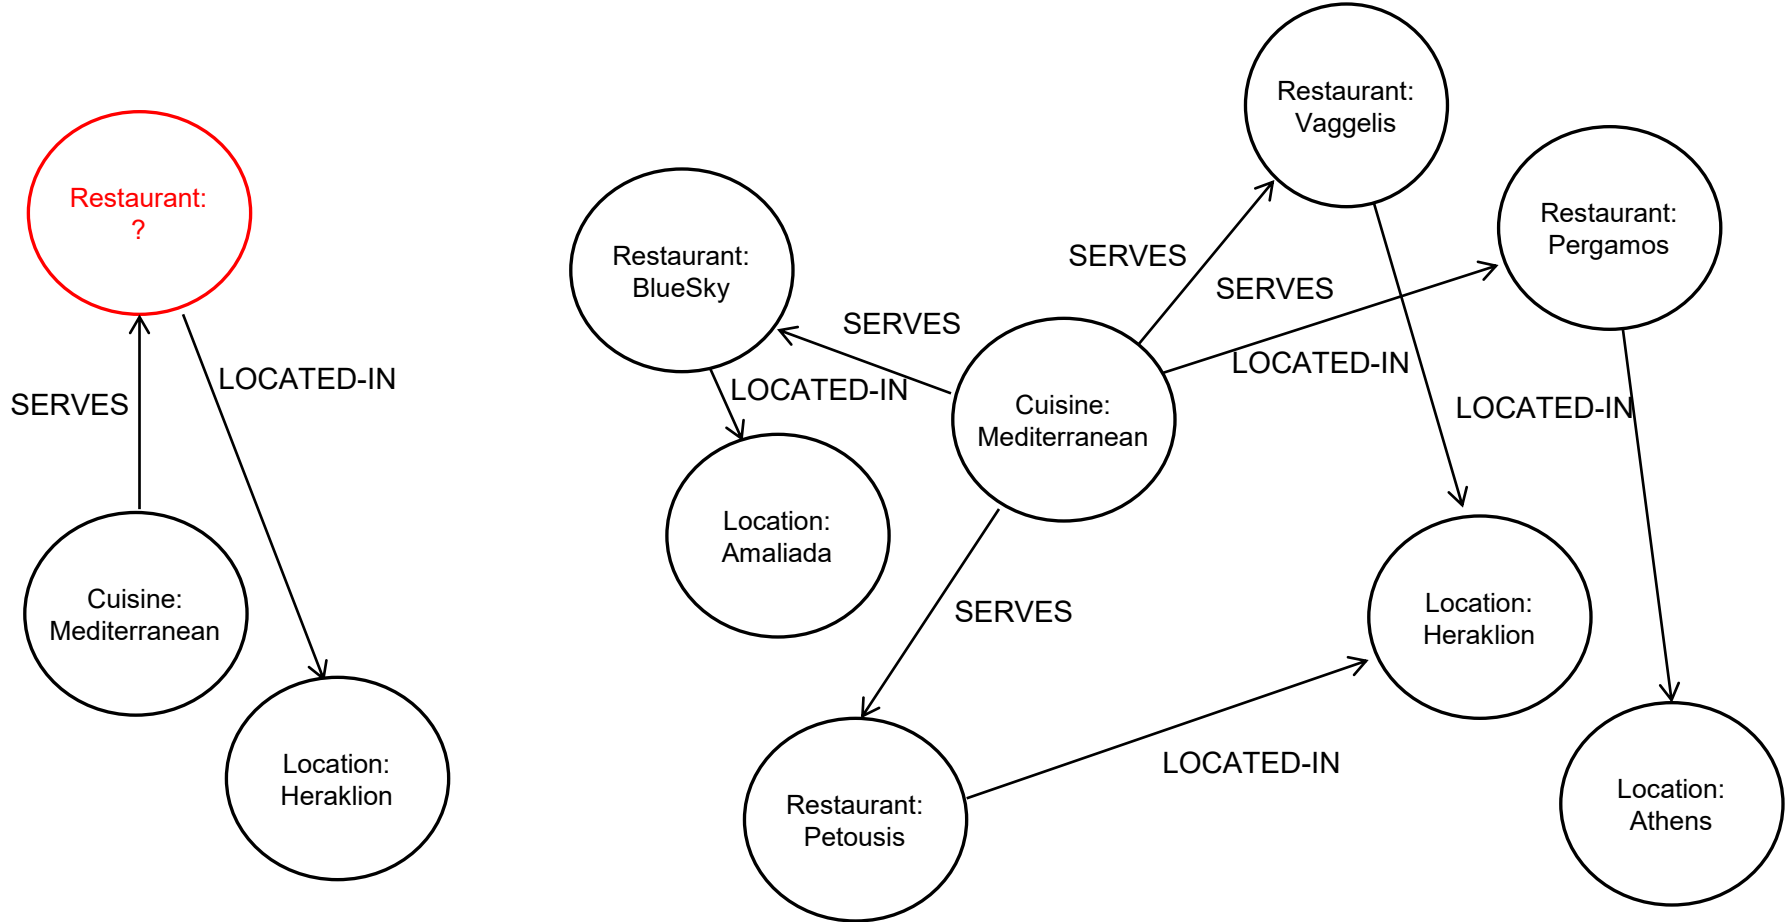 Restaurant:
?
SERVES
LOCATED-IN
Cuisine:
Mediterranean
Location:
Heraklion
Restaurant:
Vaggelis
Restaurant:
Pergamos
Restaurant:
BlueSky
SERVES
SERVES
SERVES
LOCATED-IN
LOCATED-IN
LOCATED-IN
Cuisine:
Mediterranean
Location:
Amaliada
SERVES
Location:
Heraklion
LOCATED-IN
Restaurant:
Petousis
Location:
Athens